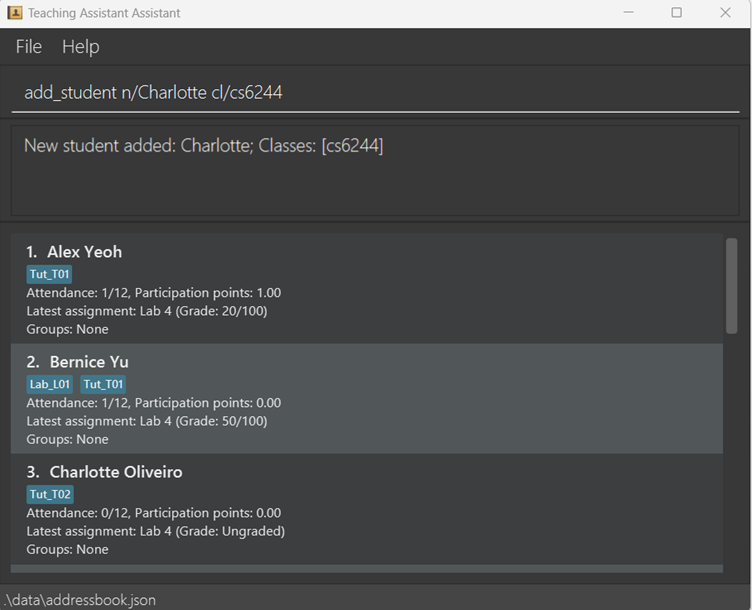 Teaching Assistant Assistant
File Help
add_student n/Charlotte cl/cs6244
New student added: Charlotte; Classes: [cs6244]
1. Alex Yeoh
Tut_T01
Attendance: 1/12, Participation points: 1.00
Latest assignment: Lab 4 (Grade: 20/100)
Groups: None
2. Bernice Yu
Lab_L01 Tut_T01
Attendance: 1/12, Participation points: 0.00
Latest assignment: Lab 4 (Grade: 50/100)
Groups: None
3. Charlotte Oliveiro
Tut_T02
Attendance: 0/12, Participation points: 0.00
Latest assignment: Lab 4 (Grade: Ungraded)
Groups: None
.\data\addressbook.json